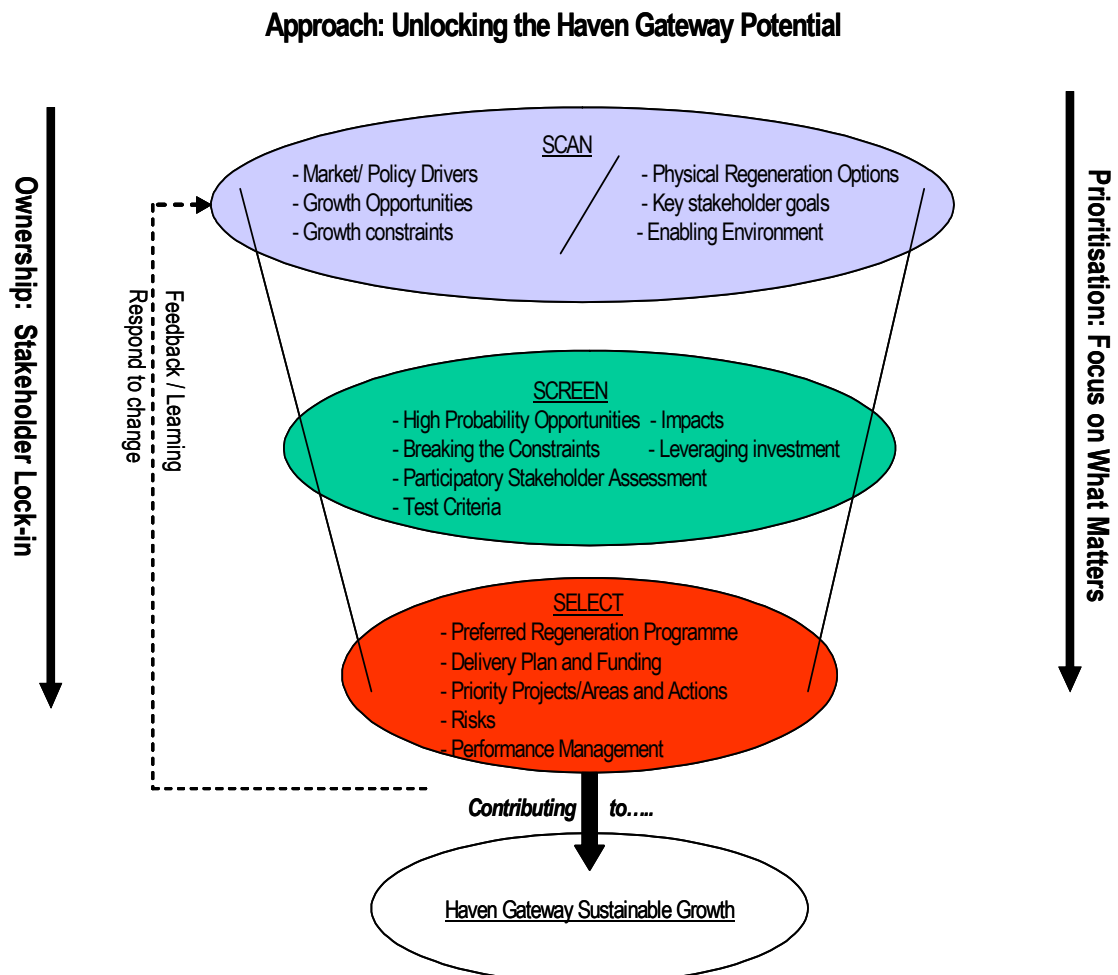 Approach: Unlocking the Haven Gateway Potential
Ownership: Stakeholder Lock-in
Feedback / Learning
Respond to change
SCAN
- Market/ Policy Drivers
- Growth Opportunities
- Growth constraints
- Physical Regeneration Options
- Key stakeholder goals
- Enabling Environment
SCREEN
- High Probability Opportunities - Impacts
- Breaking the Constraints - Leveraging investment
- Participatory Stakeholder Assessment
- Test Criteria
SELECT
- Preferred Regeneration Programme
- Delivery Plan and Funding
- Priority Projects/Areas and Actions
- Risks
- Performance Management
Contributing to…..
Haven Gateway Sustainable Growth
Prioritisation: Focus on What Matters